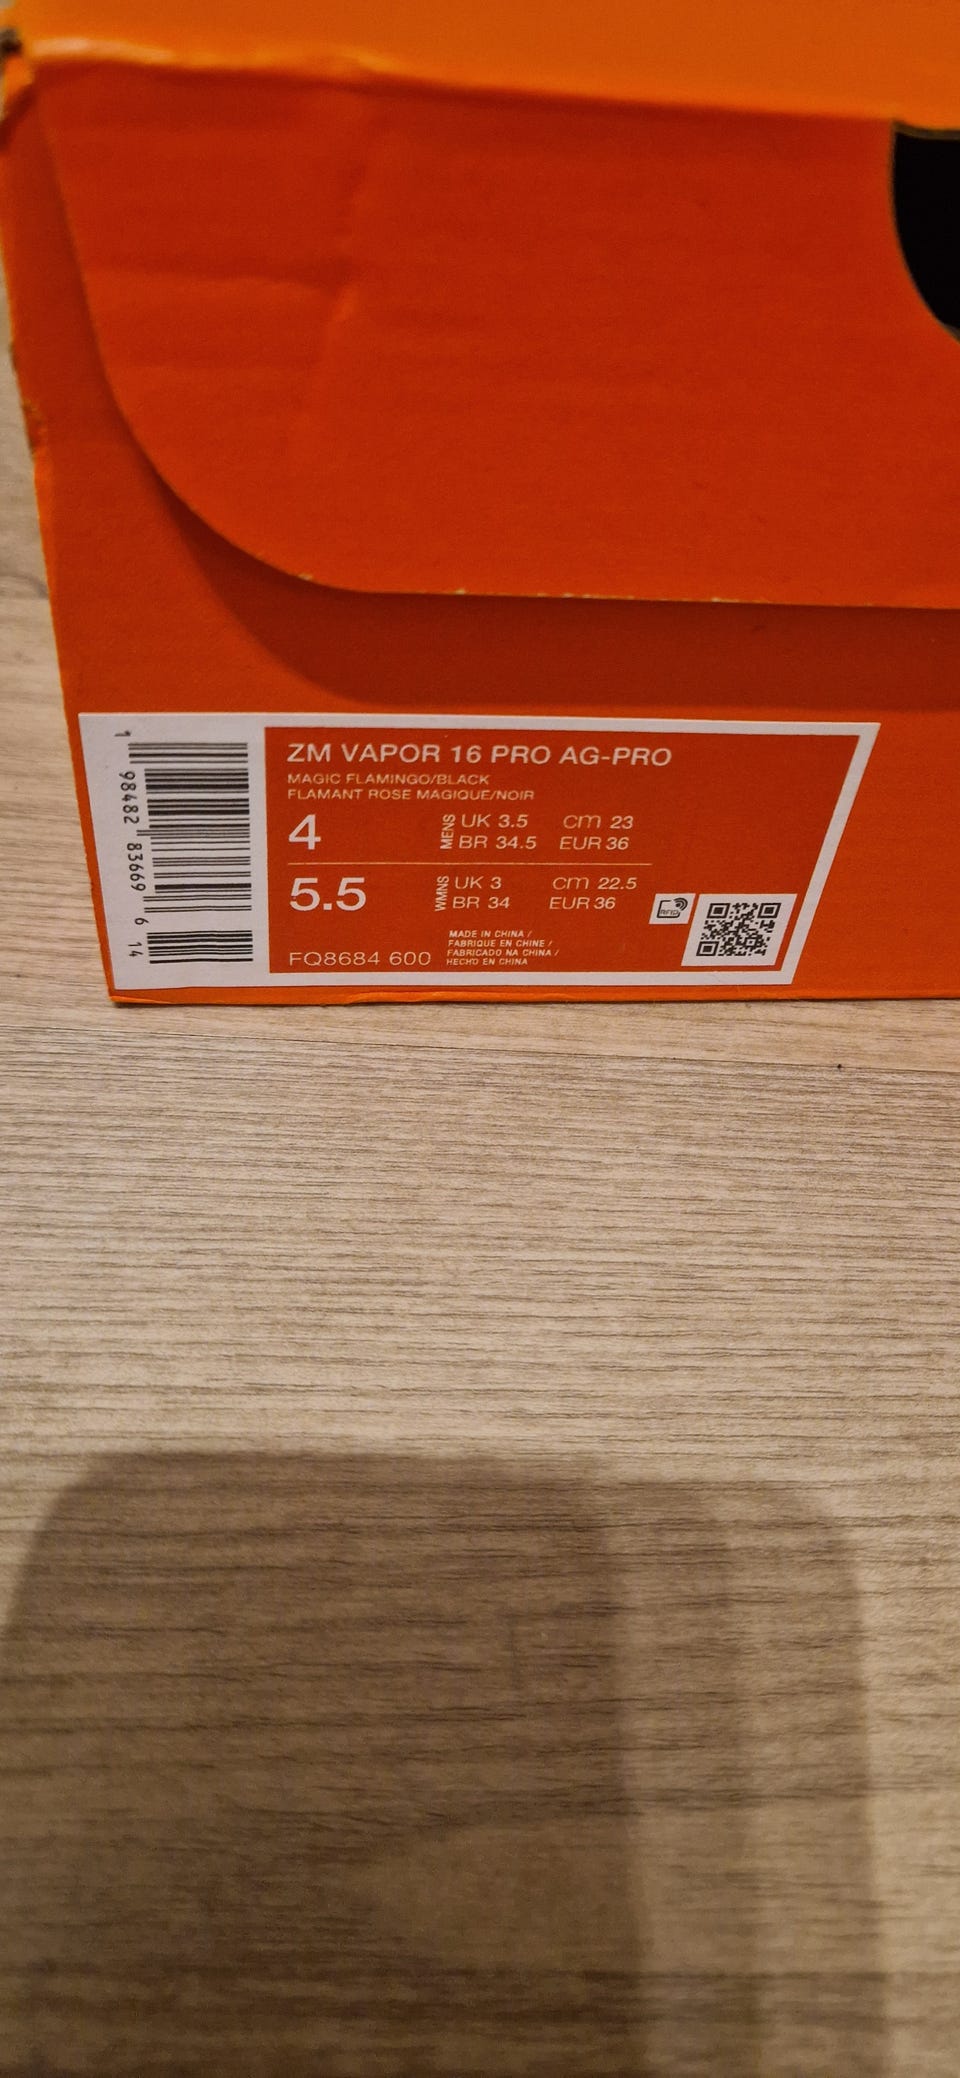 ZM VAPOR 16 PRO AG-PRO
MAGIC FLAMINGO/BLACK
FLAMANT ROSE MAGIQUE/NOIR
4 MENS UK 3.5 cm 23
BR 34.5 EUR 36
5.5 WMNS UK 3 cm 22.5
BR 34 EUR 36
RFID
MADE IN CHINA /
FABRIQUE EN CHINE /
FABRICADO NA CHINA /
HECHO EN CHINA
FQ8684 600
1 98482 83669 6 14